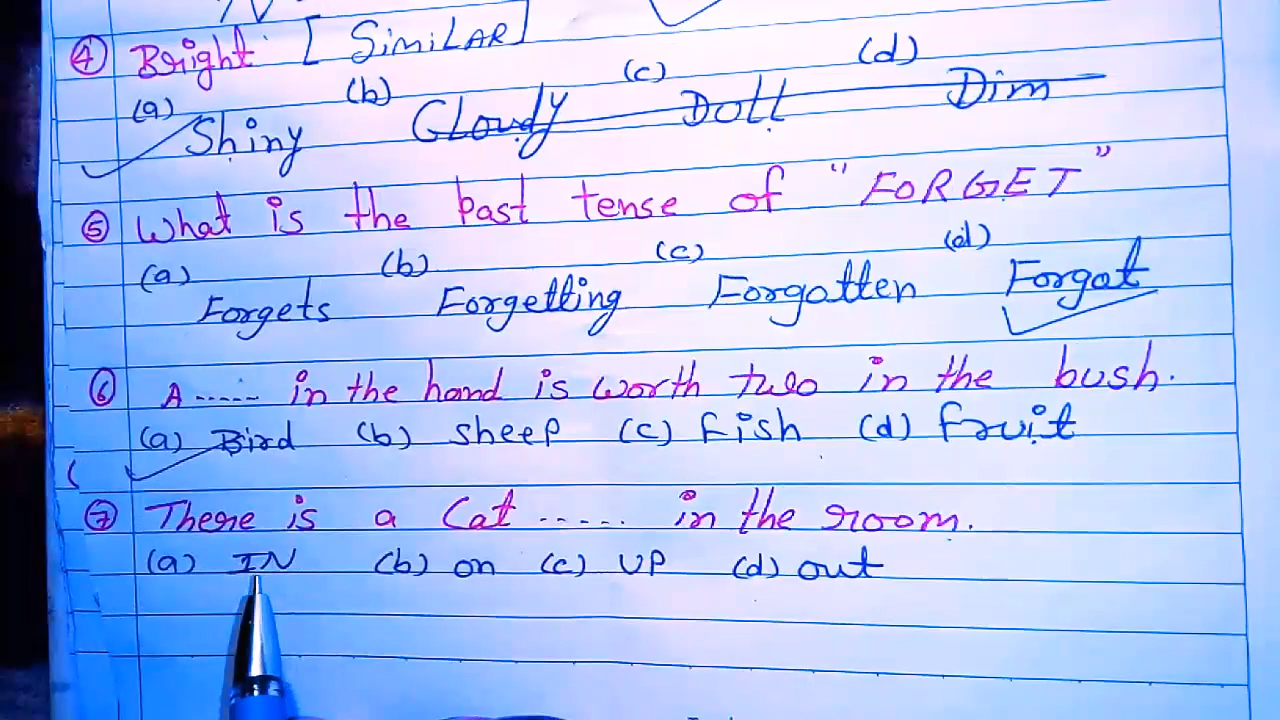 ④ Bright [SimiLAR]
(a) Shiny (b) Cloudy (c) Doll (d) Dim
⑤ What is the past tense of "FORGET"
(a) Forgets (b) Forgetting (c) Forgotten (d) Forgot
⑥ A ..... in the hand is worth two in the bush.
(a) Bird (b) sheep (c) Fish (d) fruit
⑦ There is a Cat ..... in the room.
(a) IN (b) on (c) UP (d) out